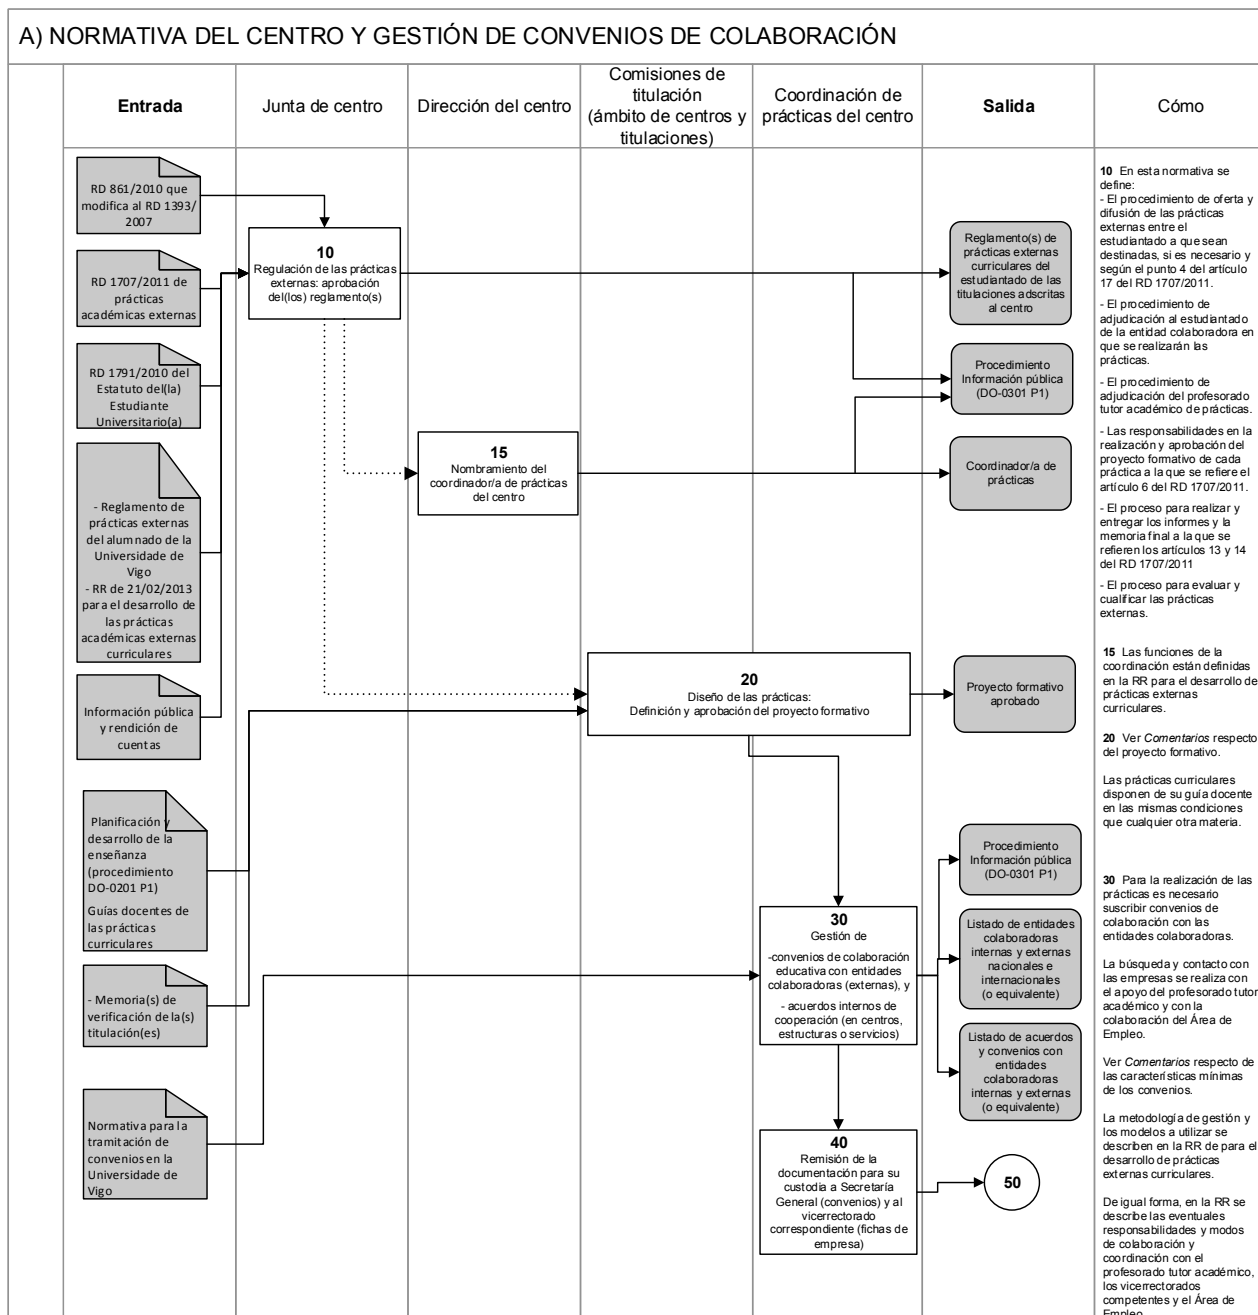 A) NORMATIVA DEL CENTRO Y GESTIÓN DE CONVENIOS DE COLABORACIÓN
Entrada
Junta de centro
Dirección del centro
Comisiones de
titulación
(ámbito de centros y
titulaciones)
Coordinación de
prácticas del centro
Salida
Cómo
RD 861/2010 que
modifica al RD 1393/
2007
RD 1707/2011 de
prácticas
académicas externas
RD 1791/2010 del
Estatuto del(la)
Estudiante
Universitario(a)
- Reglamento de
prácticas externas
del alumnado de la
Universidade de
Vigo
- RR de 21/02/2013
para el desarrollo de
las prácticas
académicas externas
curriculares
Información pública
y rendición de
cuentas
Planificación y
desarrollo de la
enseñanza
(procedimiento
DO-0201 P1)
Guías docentes de
las prácticas
curriculares
- Memoria(s) de
verificación de la(s)
titulación(es)
Normativa para la
tramitación de
convenios en la
Universidade de
Vigo
10
Regulación de las prácticas
externas: aprobación
del(los) reglamento(s)
15
Nombramiento del
coordinador/a de prácticas
del centro
20
Diseño de las prácticas:
Definición y aprobación del proyecto formativo
30
Gestión de
-convenios de colaboración
educativa con entidades
colaboradoras (externas), y
- acuerdos internos de
cooperación (en centros,
estructuras o servicios)
40
Remisión de la
documentación para su
custodia a Secretaría
General (convenios) y al
vicerrectorado
correspondiente (fichas de
empresa)
Reglamento(s) de
prácticas externas
curriculares del
estudiantado de las
titulaciones adscritas
al centro
Procedimiento
Información pública
(DO-0301 P1)
Coordinador/a de
prácticas
Proyecto formativo
aprobado
Procedimiento
Información pública
(DO-0301 P1)
Listado de entidades
colaboradoras
internas y externas
nacionales e
internacionales
(o equivalente)
Listado de acuerdos
y convenios con
entidades
colaboradoras
internas y externas
(o equivalente)
50
10 En esta normativa se
define:
- El procedimiento de oferta y
difusión de las prácticas
externas entre el
estudiantado a que sean
destinadas, si es necesario y
según el punto 4 del artículo
17 del RD 1707/2011.
- El procedimiento de
adjudicación al estudiantado
de la entidad colaboradora en
que se realizarán las
prácticas.
- El procedimiento de
adjudicación del profesorado
tutor académico de prácticas.
- Las responsabilidades en la
realización y aprobación del
proyecto formativo de cada
práctica a la que se refiere el
artículo 6 del RD 1707/2011.
- El proceso para realizar y
entregar los informes y la
memoria final a la que se
refieren los artículos 13 y 14
del RD 1707/2011
- El proceso para evaluar y
cualificar las prácticas
externas.
15 Las funciones de la
coordinación están definidas
en la RR para el desarrollo de
prácticas externas
curriculares.
20 Ver Comentarios respecto
del proyecto formativo.
Las prácticas curriculares
disponen de su guía docente
en las mismas condiciones
que cualquier otra materia.
30 Para la realización de las
prácticas es necesario
suscribir convenios de
colaboración con las
entidades colaboradoras.
La búsqueda y contacto con
las empresas se realiza con
el apoyo del profesorado tutor
académico y con la
colaboración del Área de
Empleo.
Ver Comentarios respecto de
las características mínimas
de los convenios.
La metodología de gestión y
los modelos a utilizar se
describen en la RR de para el
desarrollo de prácticas
externas curriculares.
De igual forma, en la RR se
describe las eventuales
responsabilidades y modos
de colaboración y
coordinación con el
profesorado tutor académico,
los vicerrectorados
competentes y el Área de
Empleo